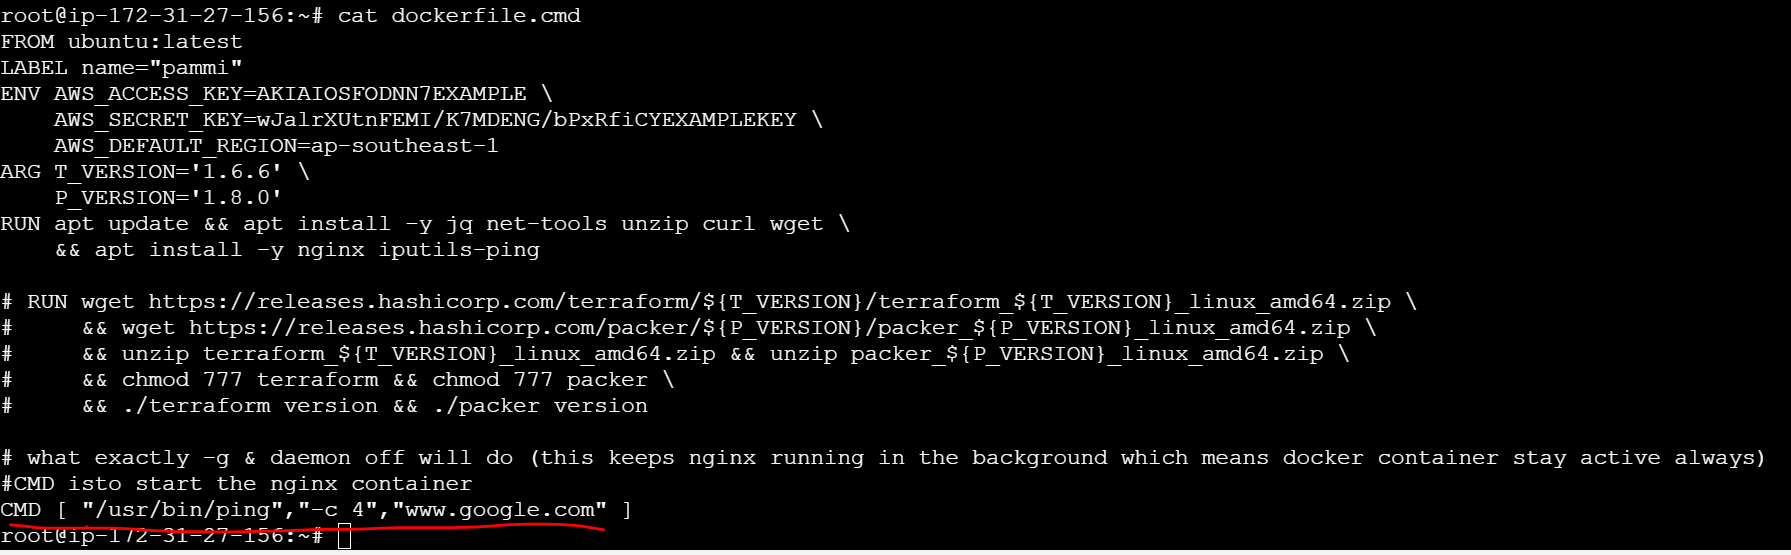 root@ip-172-31-27-156:~# cat dockerfile.cmd
FROM ubuntu:latest
LABEL name="pammi"
ENV AWS_ACCESS_KEY=AKIAIOSFODNN7EXAMPLE \
    AWS_SECRET_KEY=wJalrXUtnFEMI/K7MDENG/bPxRfiCYEXAMPLEKEY \
    AWS_DEFAULT_REGION=ap-southeast-1
ARG T_VERSION='1.6.6' \
    P_VERSION='1.8.0'
RUN apt update && apt install -y jq net-tools unzip curl wget \
    && apt install -y nginx iputils-ping
# RUN wget https://releases.hashicorp.com/terraform/${T_VERSION}/terraform_${T_VERSION}_linux_amd64.zip \
#     && wget https://releases.hashicorp.com/packer/${P_VERSION}/packer_${P_VERSION}_linux_amd64.zip \
#     && unzip terraform_${T_VERSION}_linux_amd64.zip && unzip packer_${P_VERSION}_linux_amd64.zip \
#     && chmod 777 terraform && chmod 777 packer \
#     && ./terraform version && ./packer version
# what exactly -g & daemon off will do (this keeps nginx running in the background which means docker container stay active always)
#CMD isto start the nginx container
CMD [ "/usr/bin/ping","-c 4","www.google.com" ]
root@ip-172-31-27-156:~#